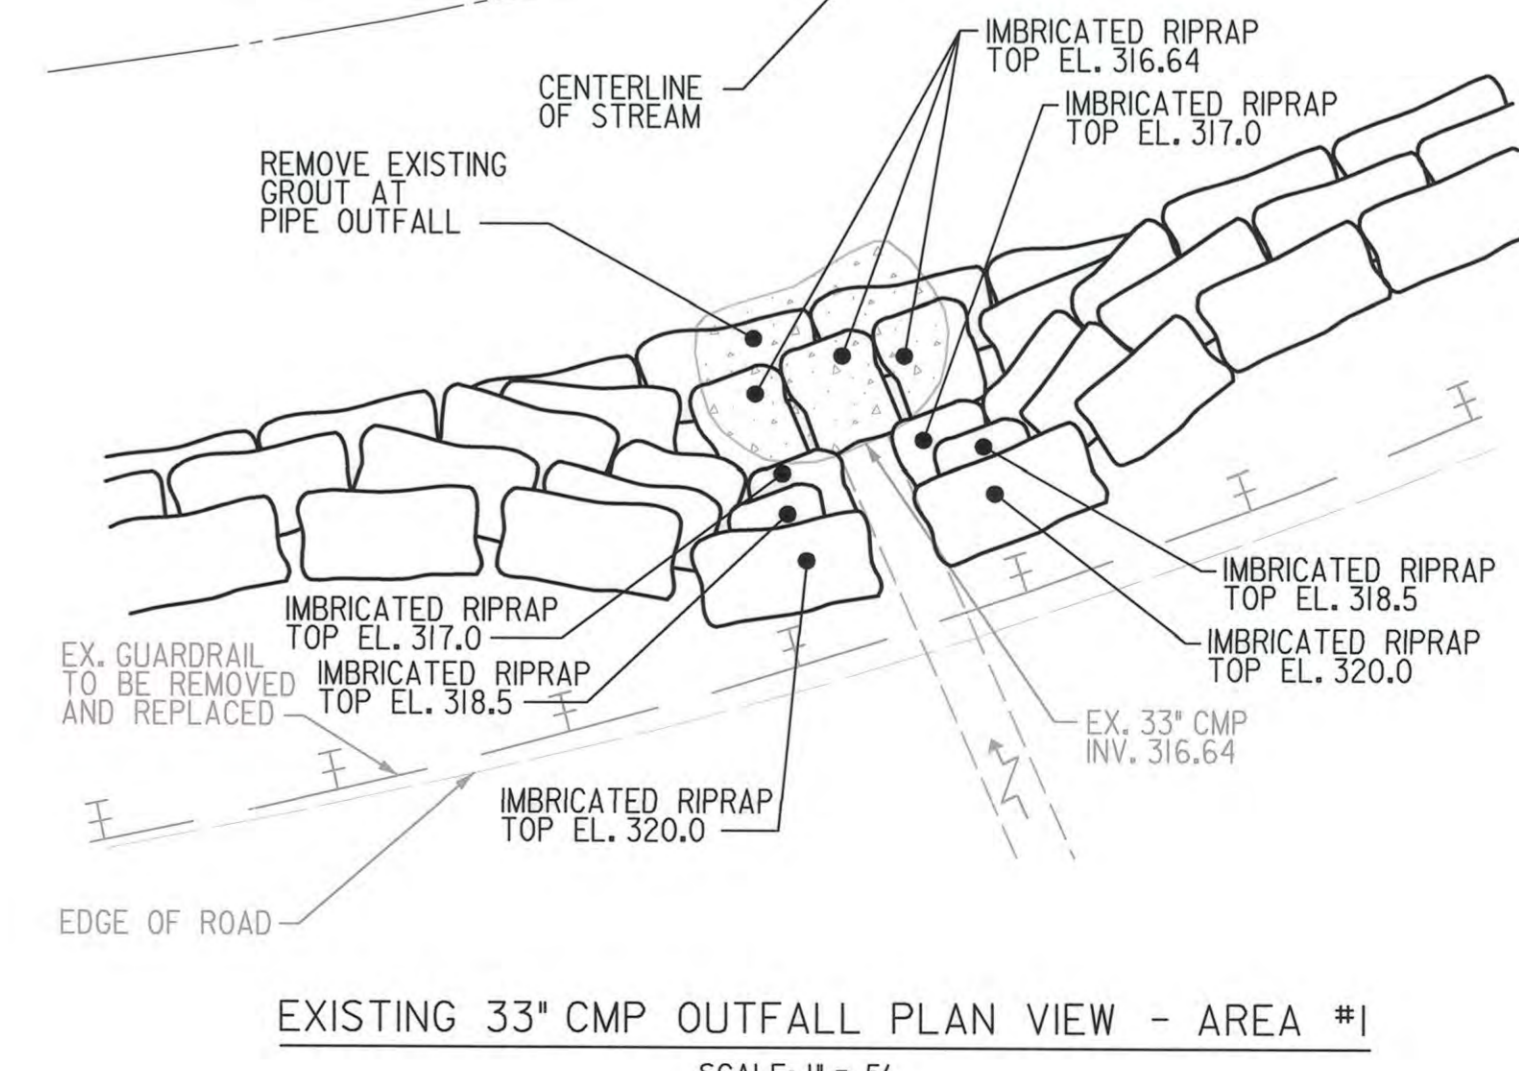 IMBRICATED RIPRAP
TOP EL. 316.64
CENTERLINE
OF STREAM
IMBRICATED RIPRAP
TOP EL. 317.0
REMOVE EXISTING
GROUT AT
PIPE OUTFALL
IMBRICATED RIPRAP
TOP EL. 318.5
IMBRICATED RIPRAP
TOP EL. 317.0
IMBRICATED RIPRAP
TOP EL. 320.0
EX. GUARDRAIL
TO BE REMOVED
AND REPLACED
IMBRICATED RIPRAP
TOP EL. 318.5
EX. 33" CMP
INV. 316.64
IMBRICATED RIPRAP
TOP EL. 320.0
EDGE OF ROAD
EXISTING 33" CMP OUTFALL PLAN VIEW - AREA #1